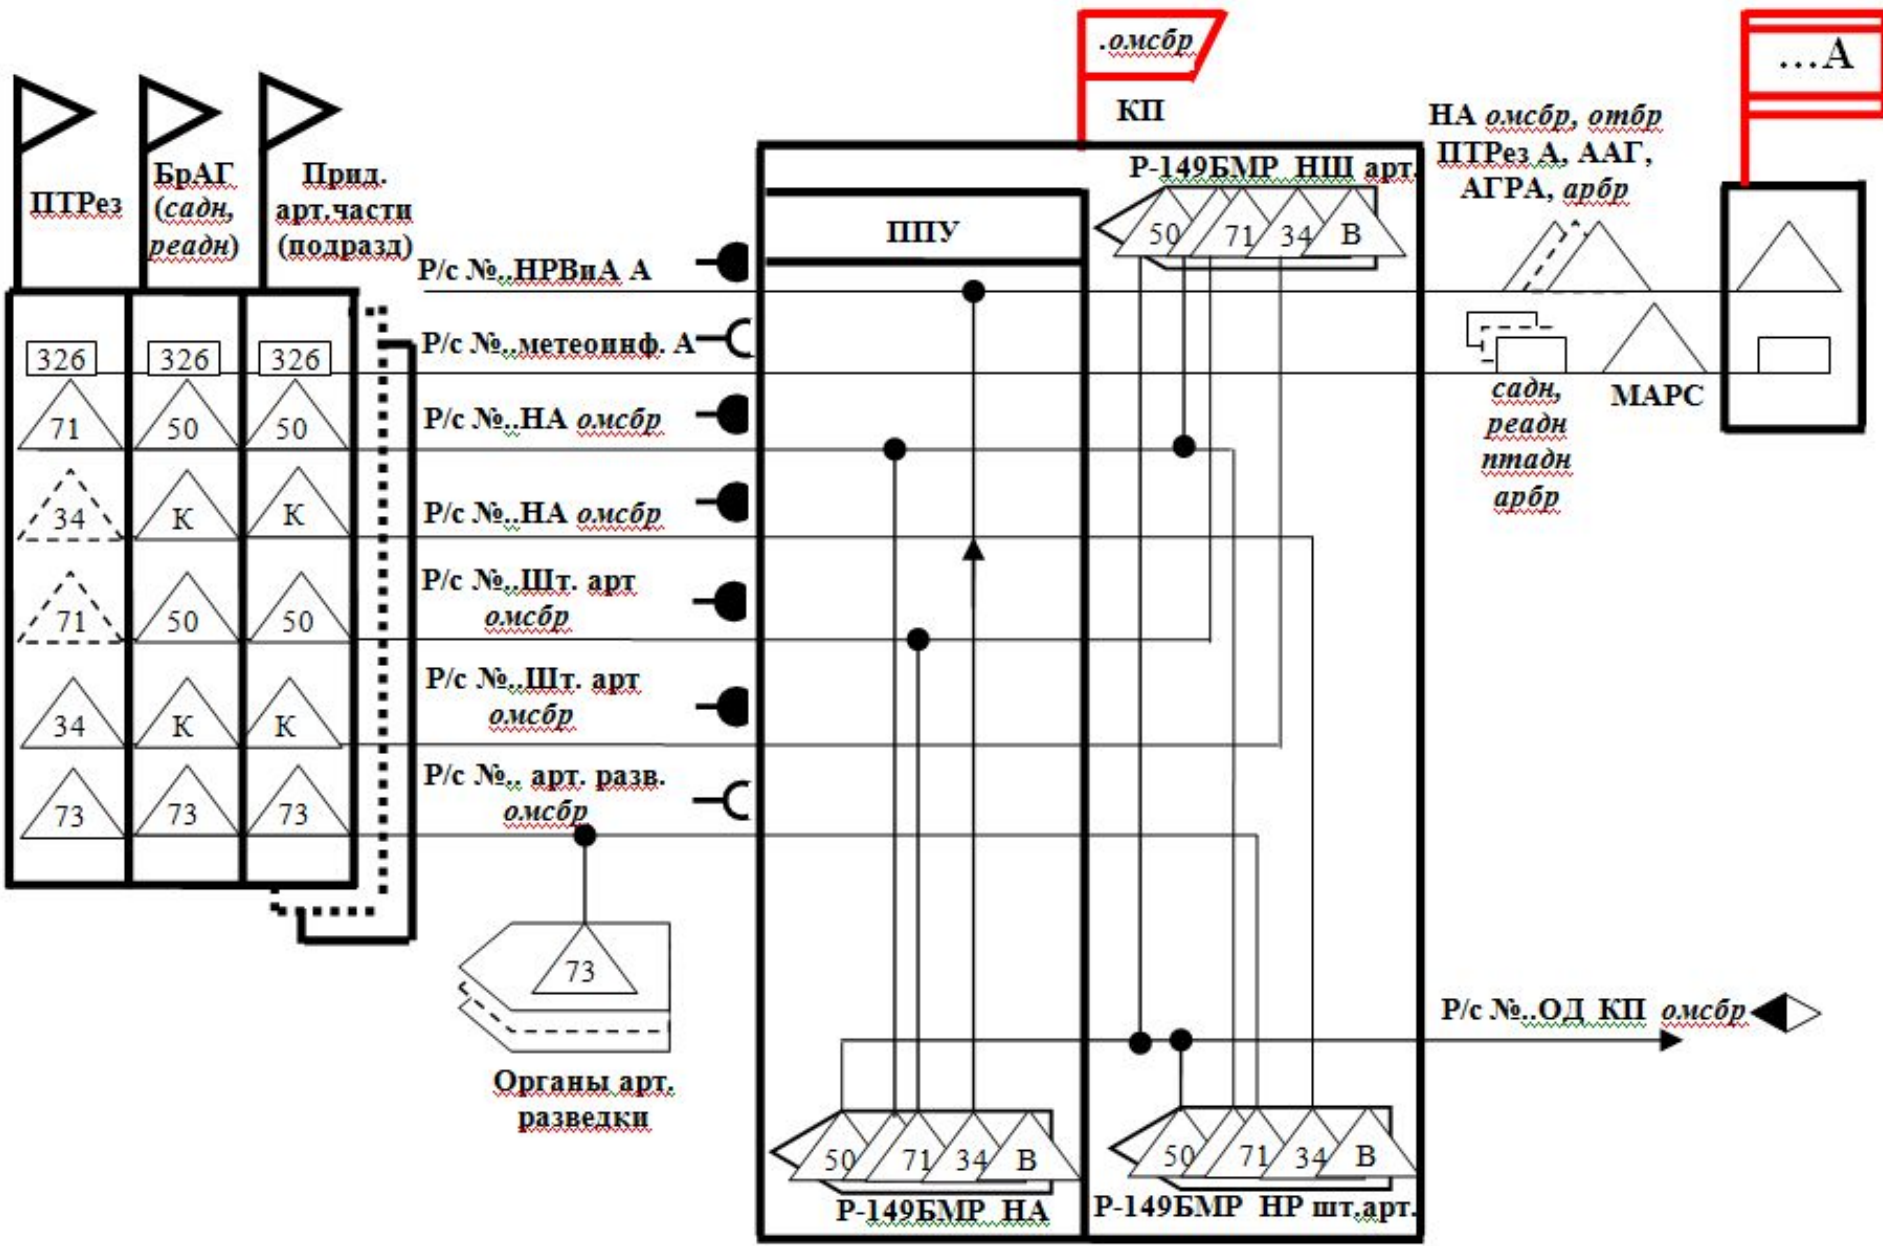 .омсбр
КП
…А
НА омсбр, отбр
ПТРез А, ААГ,
АГРА, арбр
ПТРез
БрАГ
(садн,
реадн)
Прид.
арт.части
(подразд)
ППУ
Р-149БМР НШ арт.
50 71 34 В
Р/с №..НРВиА А
Р/с №..метеоинф. А
Р/с №..НА омсбр
Р/с №..НА омсбр
Р/с №..Шт. арт
омсбр
Р/с №..Шт. арт
омсбр
Р/с №.. арт. разв.
омсбр
326 326 326
71 50 50
34 К К
71 50 50
34 К К
73 73 73
садн,
реадн
птадн
арбр
МАРС
73
Органы арт.
разведки
Р/с №..ОД КП омсбр
50 71 34 В
Р-149БМР НА
50 71 34 В
Р-149БМР НР шт.арт.